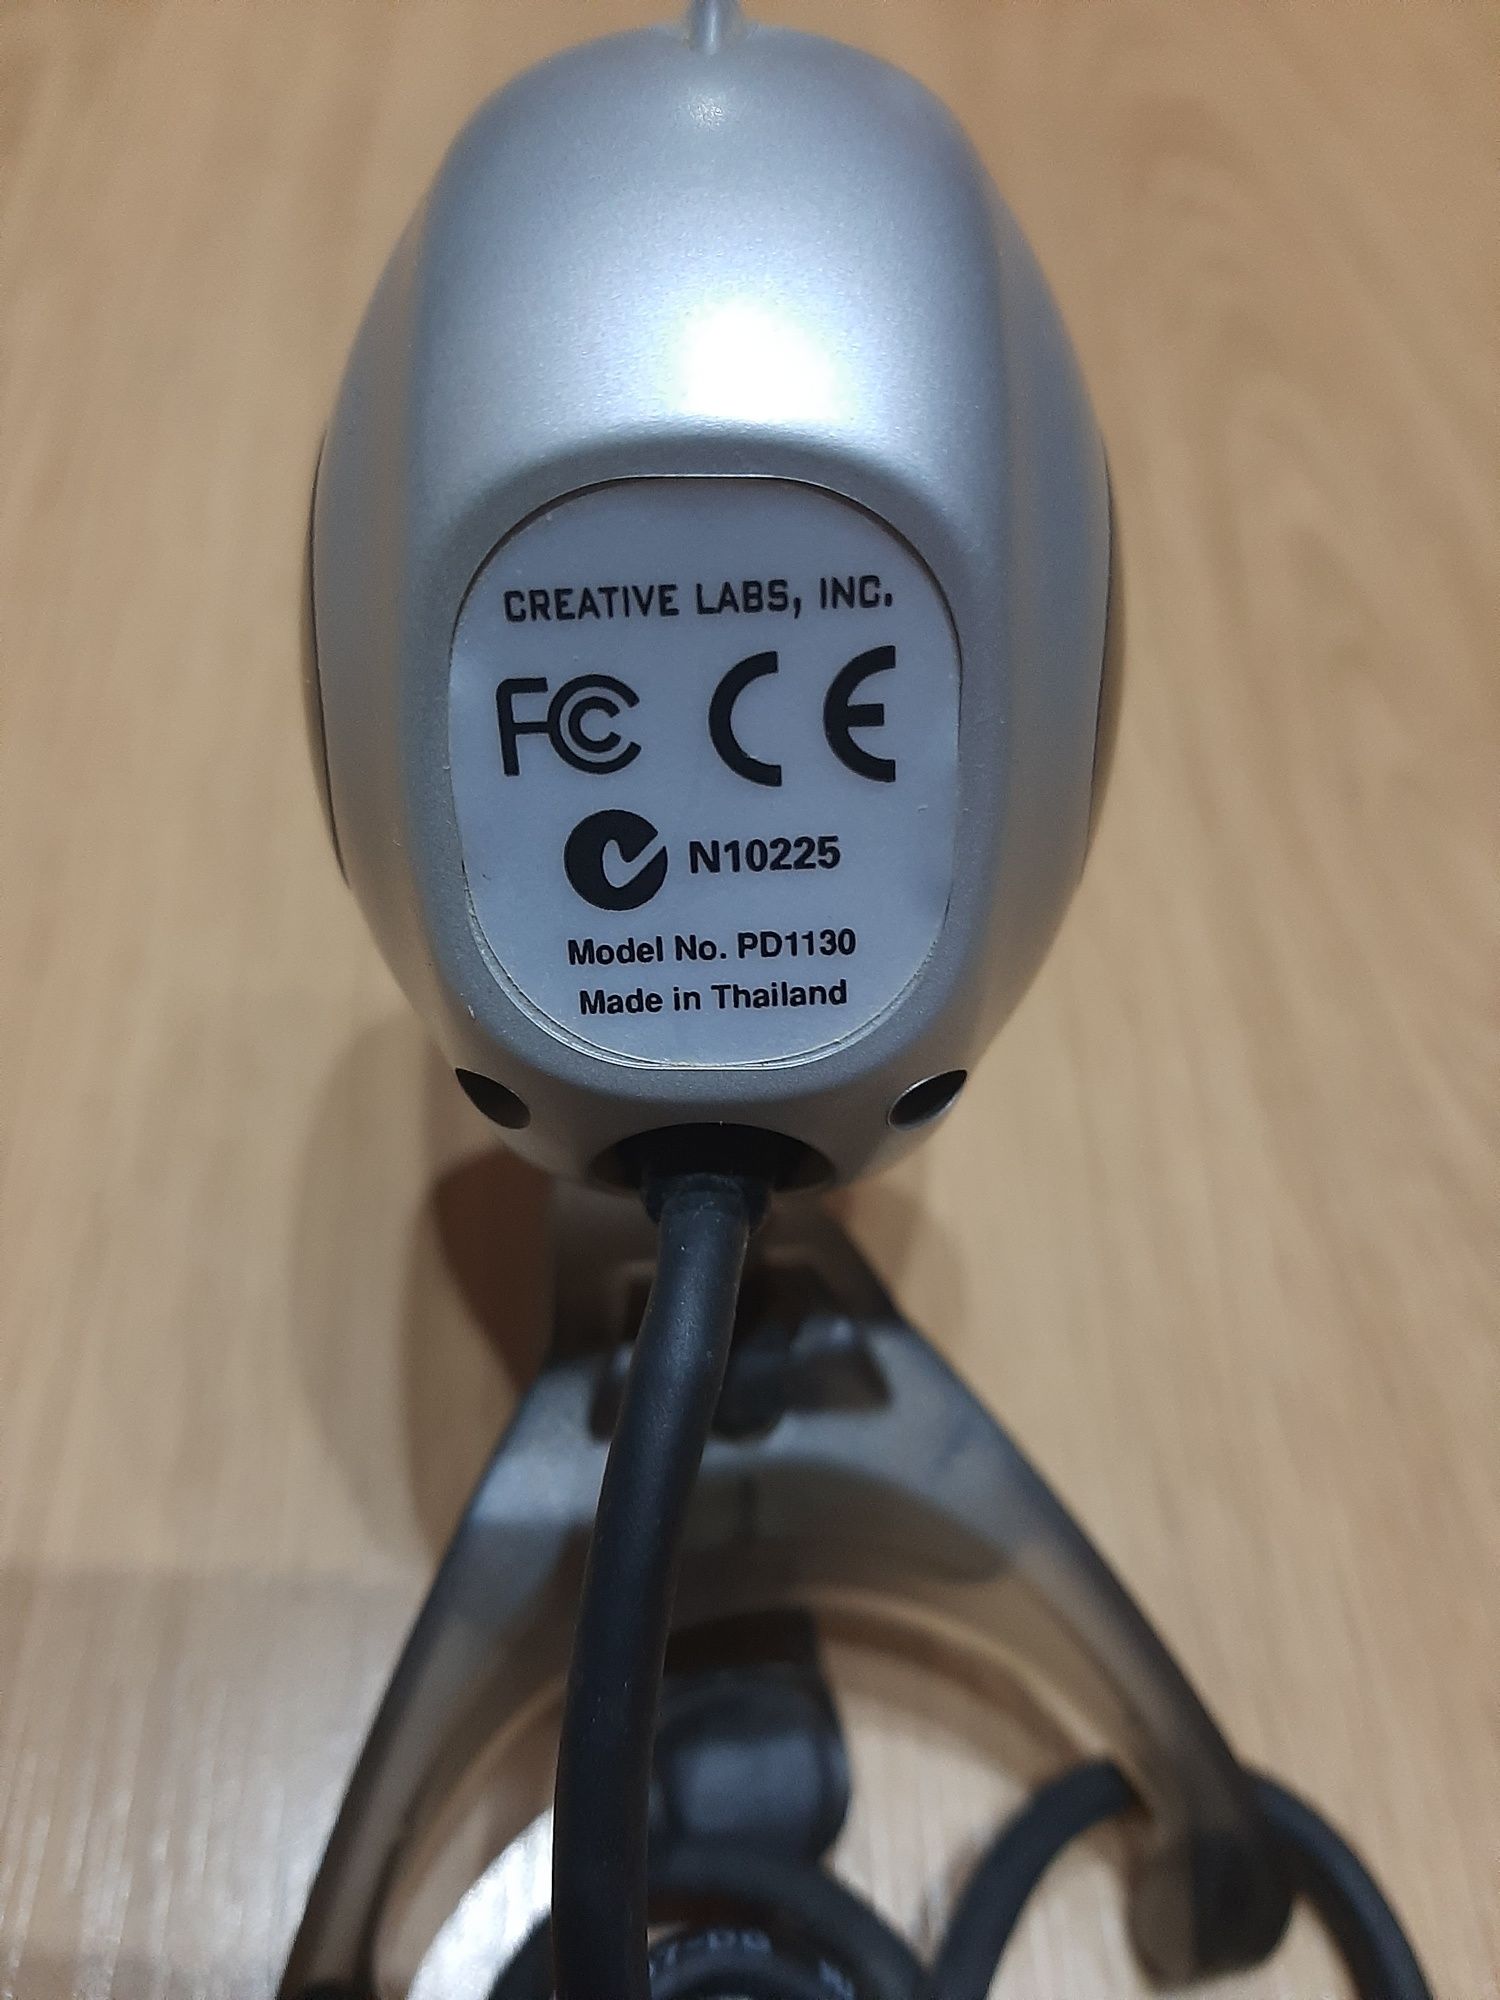 CREATIVE LABS, INC.
FC CE
N10225
Model No. PD1130
Made in Thailand